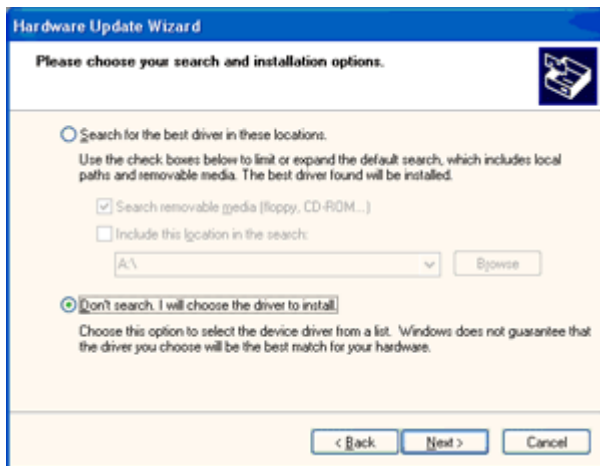 Hardware Update Wizard
Please choose your search and installation options.
Search for the best driver in these locations.
Use the check boxes below to limit or expand the default search, which includes local
paths and removable media. The best driver found will be installed.
Search removable media (floppy, CD-ROM...)
Include this location in the search:
A:\
Browse
Don't search. I will choose the driver to install.
Choose this option to select the device driver from a list. Windows does not guarantee that
the driver you choose will be the best match for your hardware.
< Back Next > Cancel